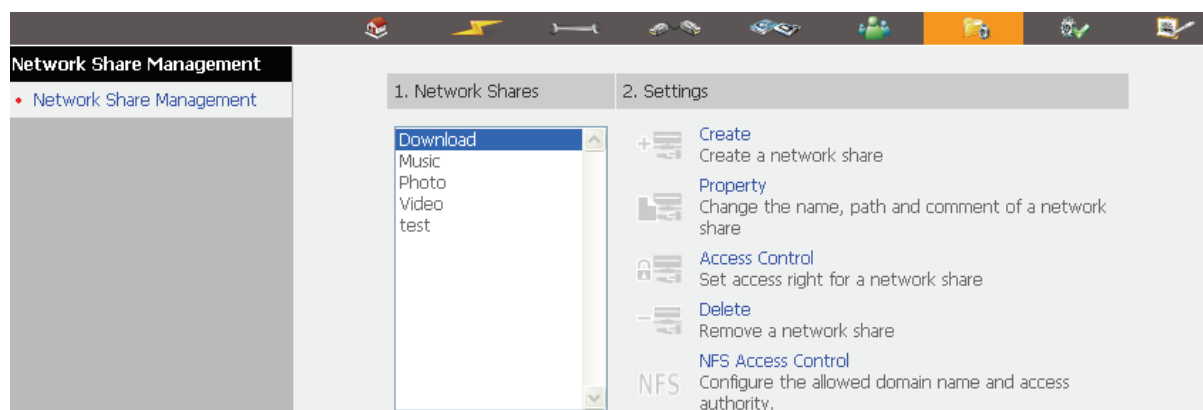 Network Share Management
Network Share Management
1. Network Shares
2. Settings
Download
Music
Photo
Video
test
Create
Create a network share
Property
Change the name, path and comment of a network
share
Access Control
Set access right for a network share
Delete
Remove a network share
NFS
NFS Access Control
Configure the allowed domain name and access
authority.